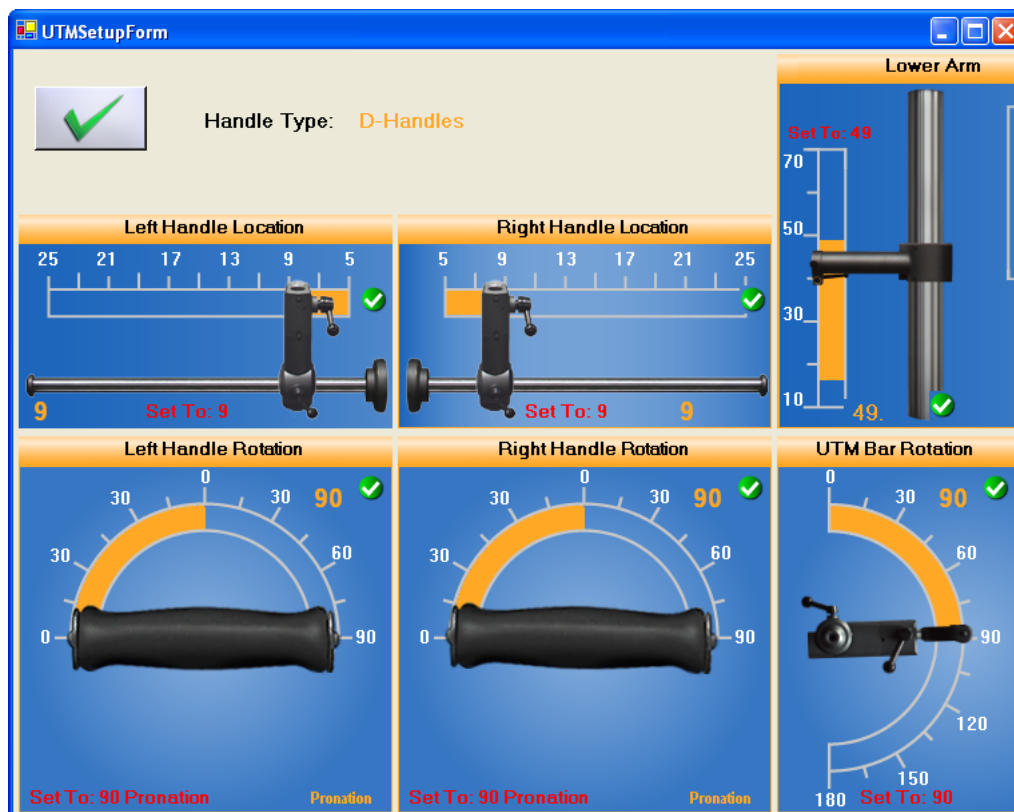 UTMSetupForm
Lower Arm
Handle Type: D-Handles
Set To: 49
70
50
30
10
49.
Left Handle Location
25 21 17 13 9 5
9 Set To: 9
Right Handle Location
5 9 13 17 21 25
Set To: 9 9
Left Handle Rotation
0
30 30 90
30 60
0 90
Set To: 90 Pronation Pronation
Right Handle Rotation
0
30 30 90
30 60
0 90
Set To: 90 Pronation Pronation
UTM Bar Rotation
0
30 90
60
90
120
150
180 Set To: 90